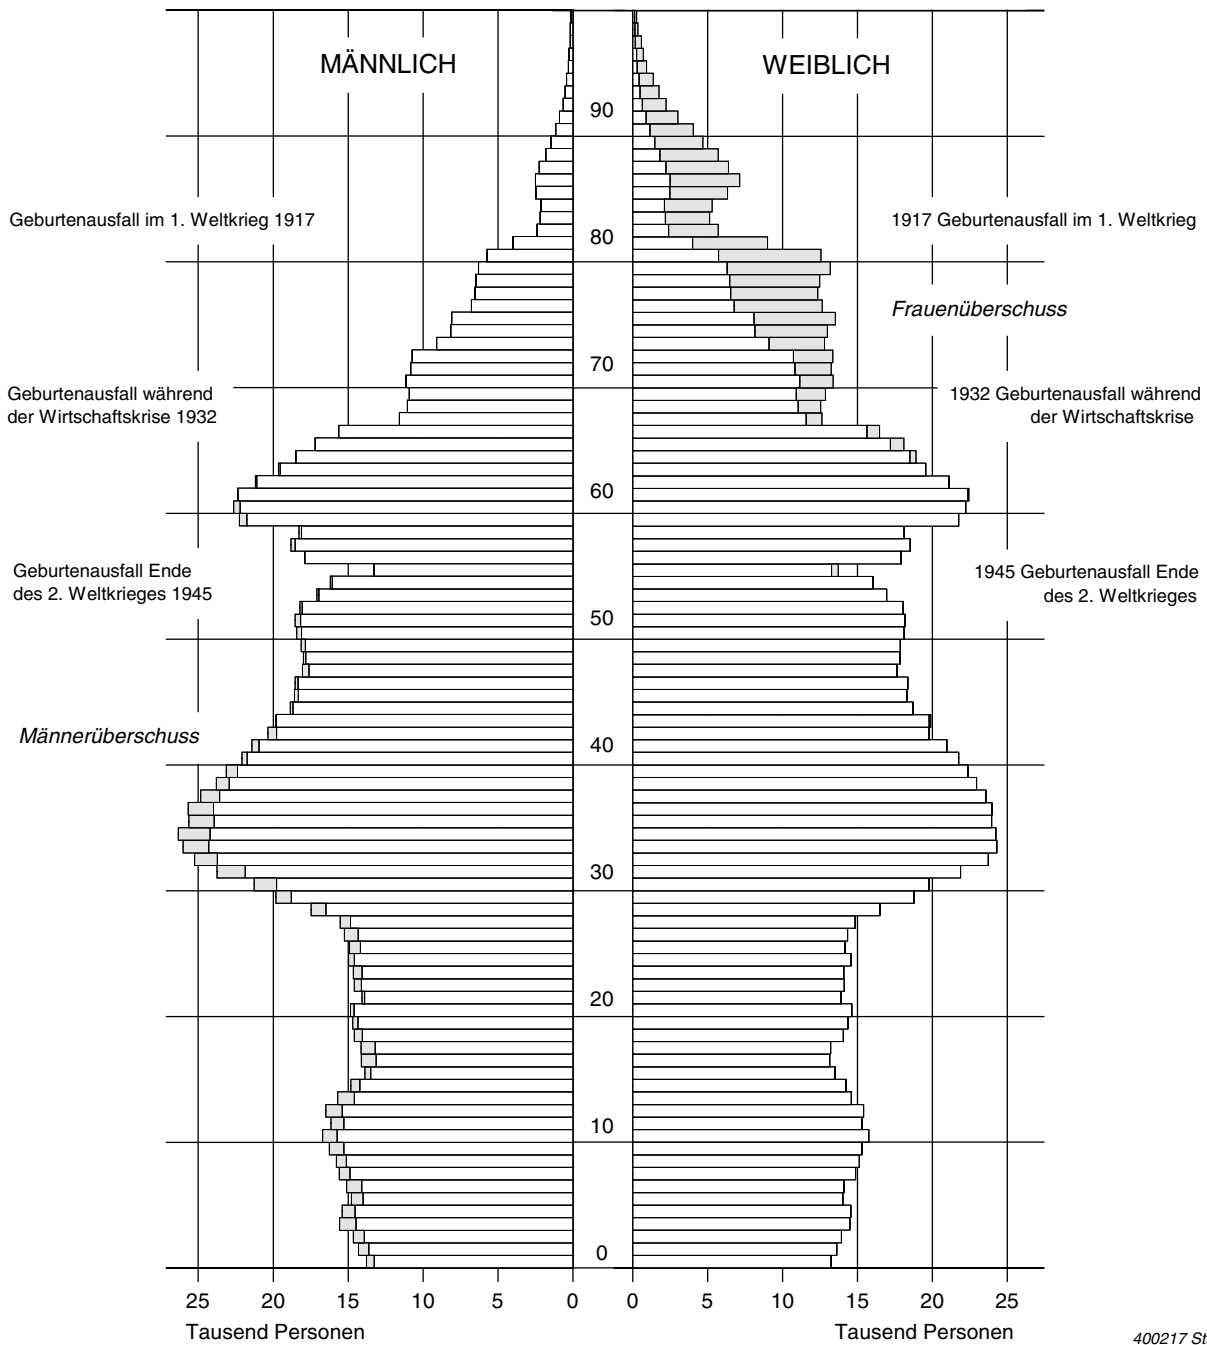 MÄNNLICH
WEIBLICH
90
Geburtenausfall im 1. Weltkrieg 1917
1917 Geburtenausfall im 1. Weltkrieg
80
Frauenüberschuss
70
Geburtenausfall während
der Wirtschaftskrise 1932
1932 Geburtenausfall während
der Wirtschaftskrise
60
Geburtenausfall Ende
des 2. Weltkrieges 1945
1945 Geburtenausfall Ende
des 2. Weltkrieges
50
Männerüberschuss
40
30
20
10
0
25 20 15 10 5 0 0 5 10 15 20 25
Tausend Personen
Tausend Personen
400217 St